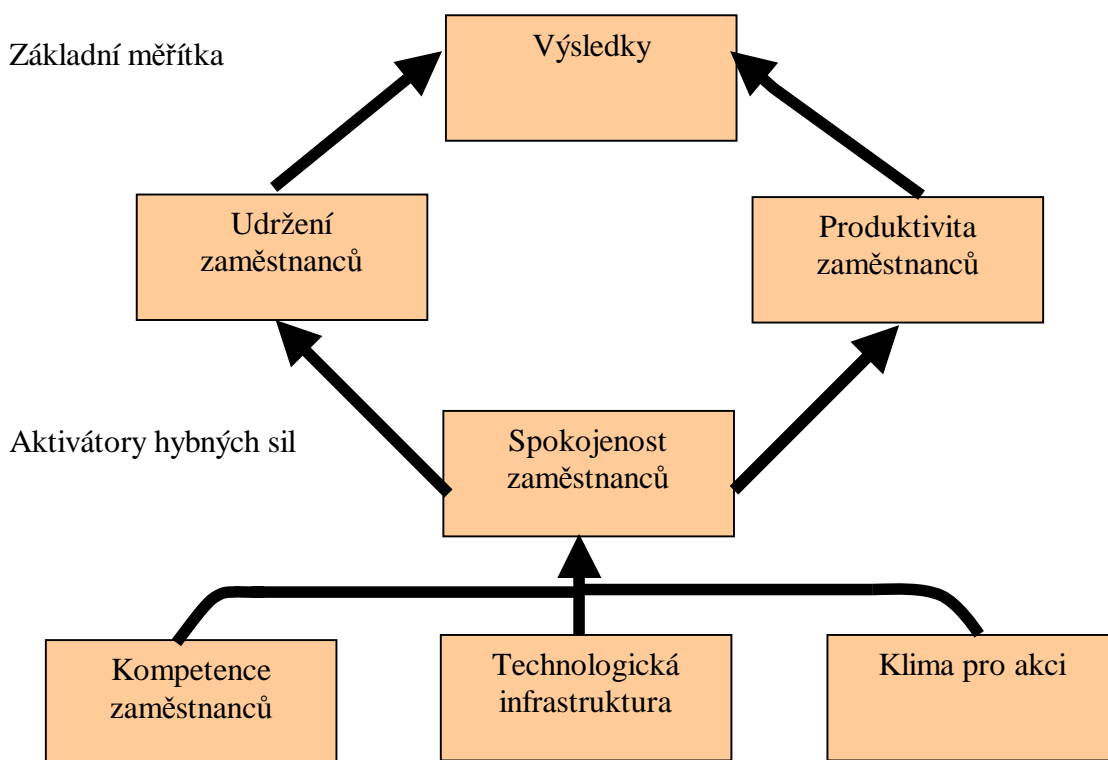 Základní měřítka
Výsledky
Udržení
zaměstnanců
Produktivita
zaměstnanců
Aktivátory hybných sil
Spokojenost
zaměstnanců
Kompetence
zaměstnanců
Technologická
infrastruktura
Klima pro akci